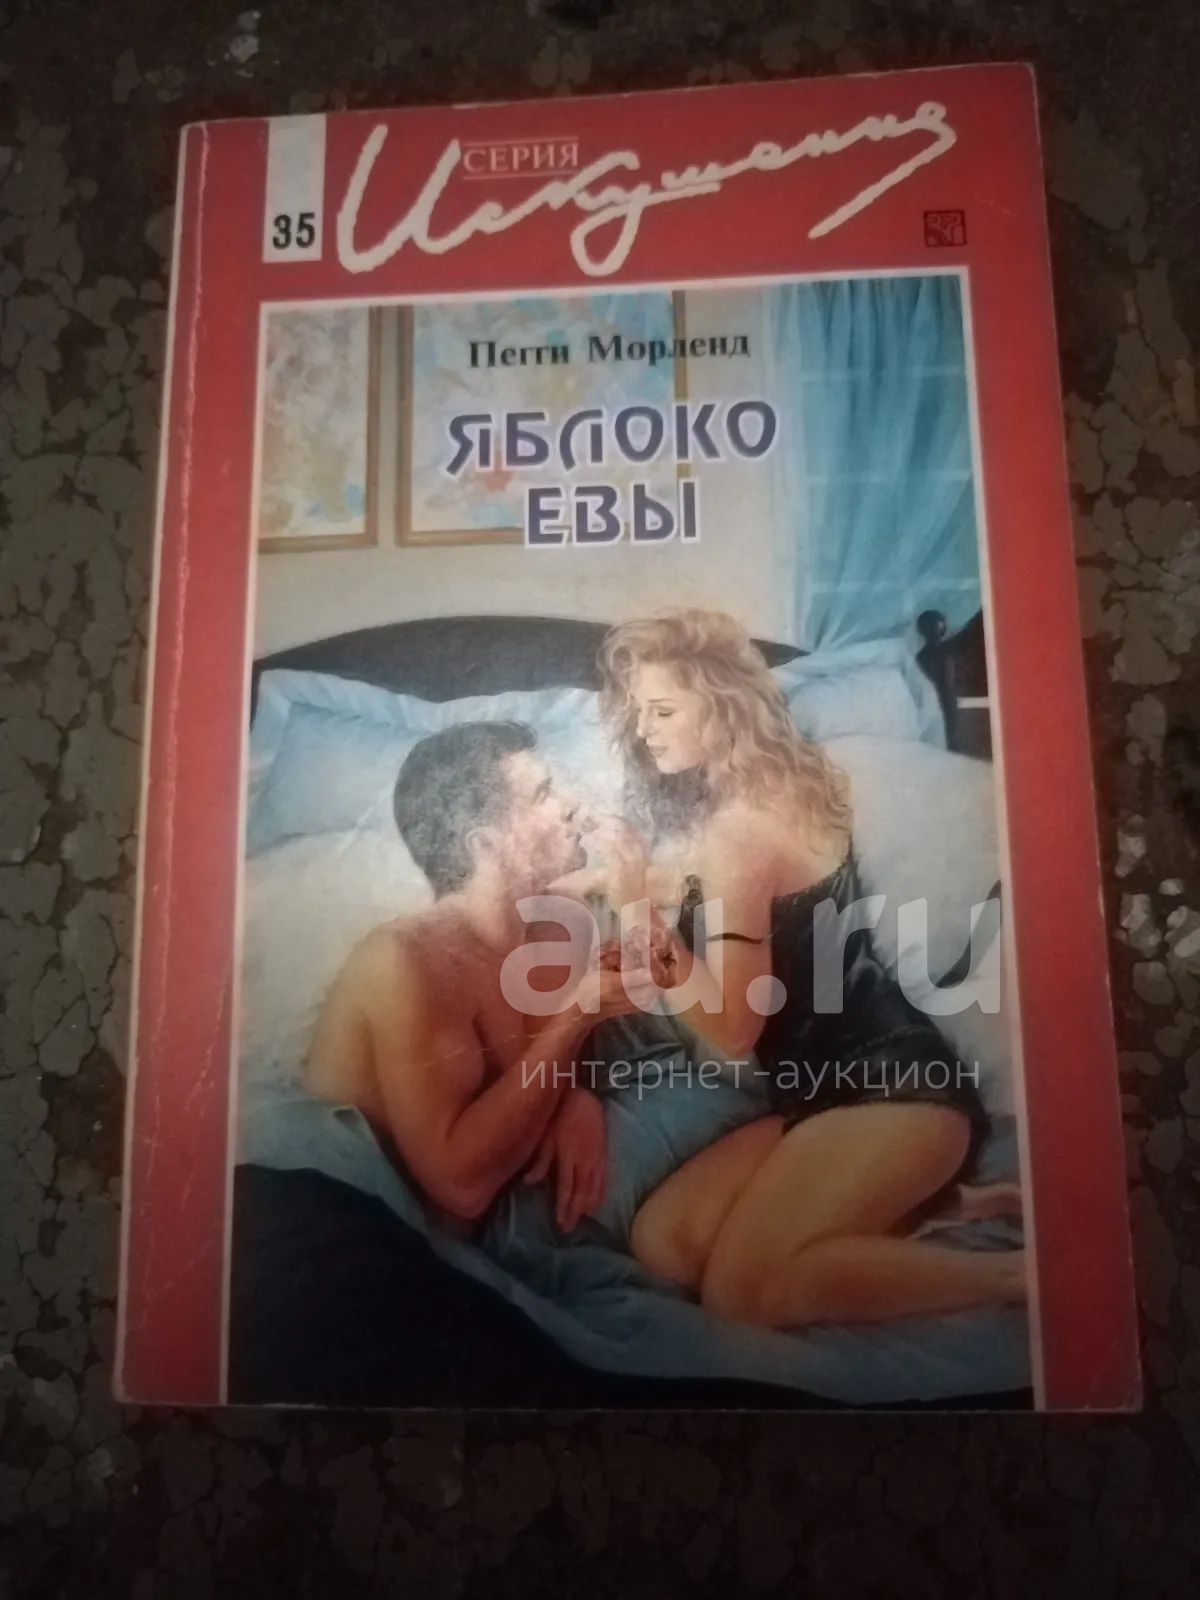 СЕРИЯ
Искушение
35
Пегги Морленд
ЯБЛОКО
ЕВЫ
au.ru
интернет-аукцион